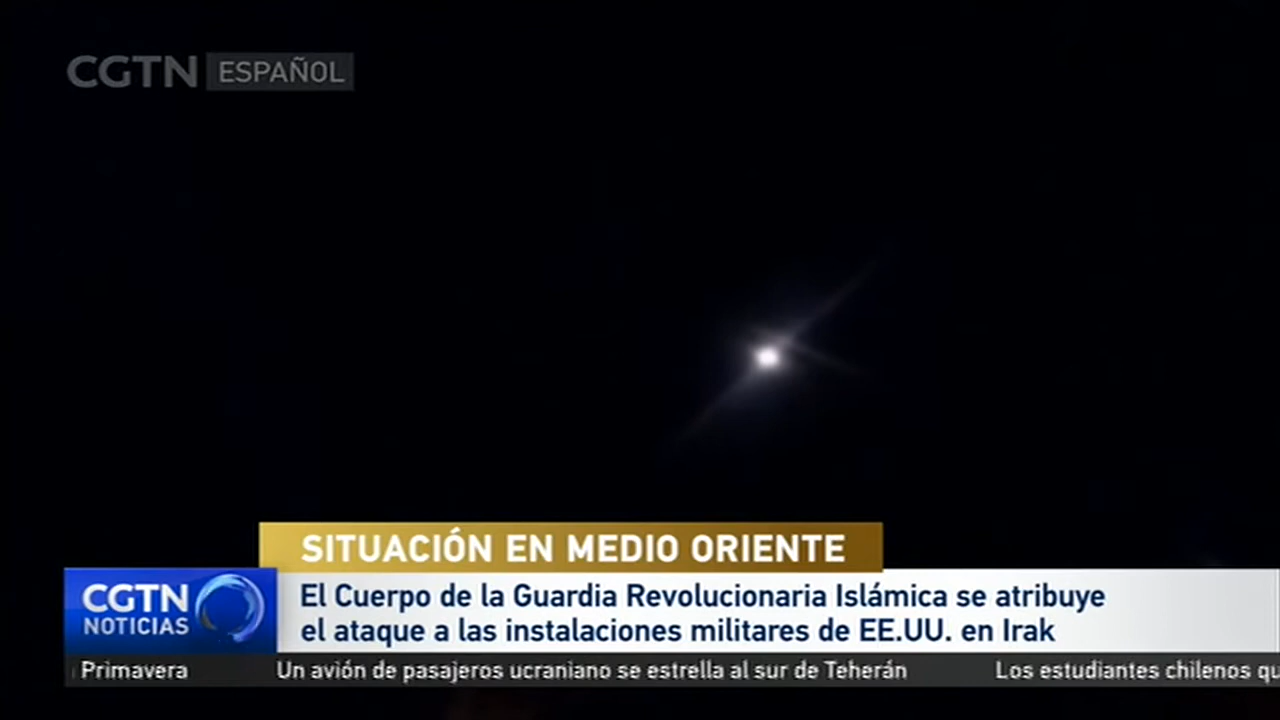 CGTN ESPAÑOL
SITUACIÓN EN MEDIO ORIENTE
CGTN
NOTICIAS
El Cuerpo de la Guardia Revolucionaria Islámica se atribuye
el ataque a las instalaciones militares de EE.UU. en Irak
Primavera Un avión de pasajeros ucraniano se estrella al sur de Teherán Los estudiantes chilenos